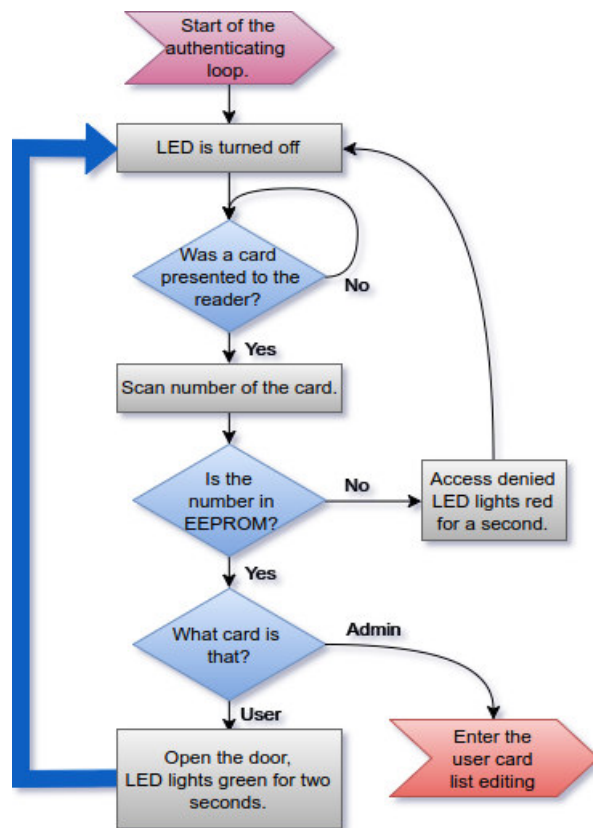 Start of the
authenticating
loop.
LED is turned off
Was a card
presented to the
reader?
No
Yes
Scan number of the card.
Is the
number in
EEPROM?
No
Access denied
LED lights red
for a second.
Yes
What card is
that?
Admin
User
Open the door,
LED lights green for two
seconds.
Enter the
user card
list editing